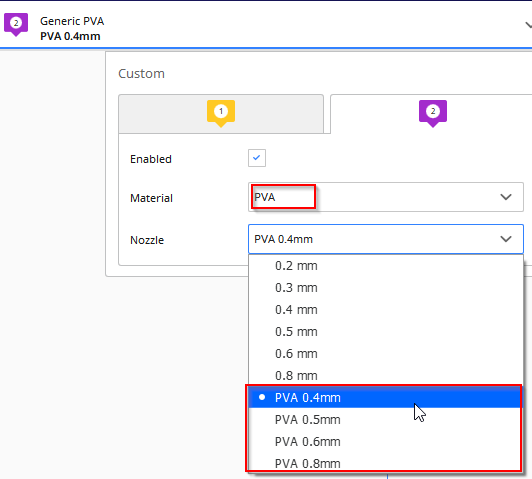 2
Generic PVA
PVA 0.4mm
Custom
1
2
Enabled
Material
PVA
Nozzle
PVA 0.4mm
0.2 mm
0.3 mm
0.4 mm
0.5 mm
0.6 mm
0.8 mm
PVA 0.4mm
PVA 0.5mm
PVA 0.6mm
PVA 0.8mm